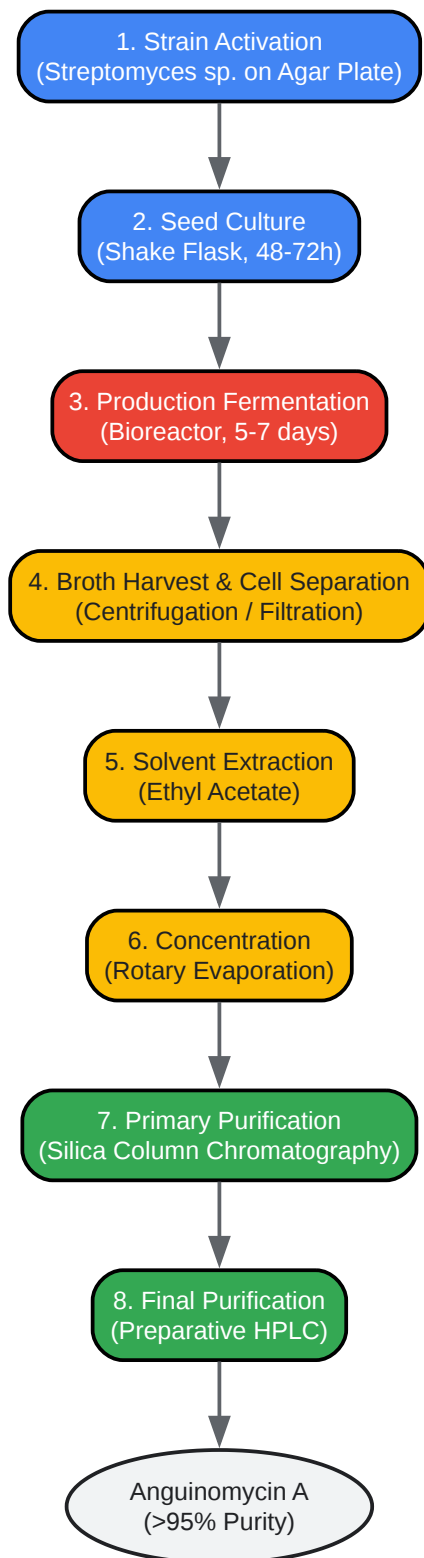 1. Strain Activation
(Streptomyces sp. on Agar Plate)
2. Seed Culture
(Shake Flask, 48-72h)
3. Production Fermentation
(Bioreactor, 5-7 days)
4. Broth Harvest & Cell Separation
(Centrifugation / Filtration)
5. Solvent Extraction
(Ethyl Acetate)
6. Concentration
(Rotary Evaporation)
7. Primary Purification
(Silica Column Chromatography)
8. Final Purification
(Preparative HPLC)
Anguinomycin A
(>95% Purity)